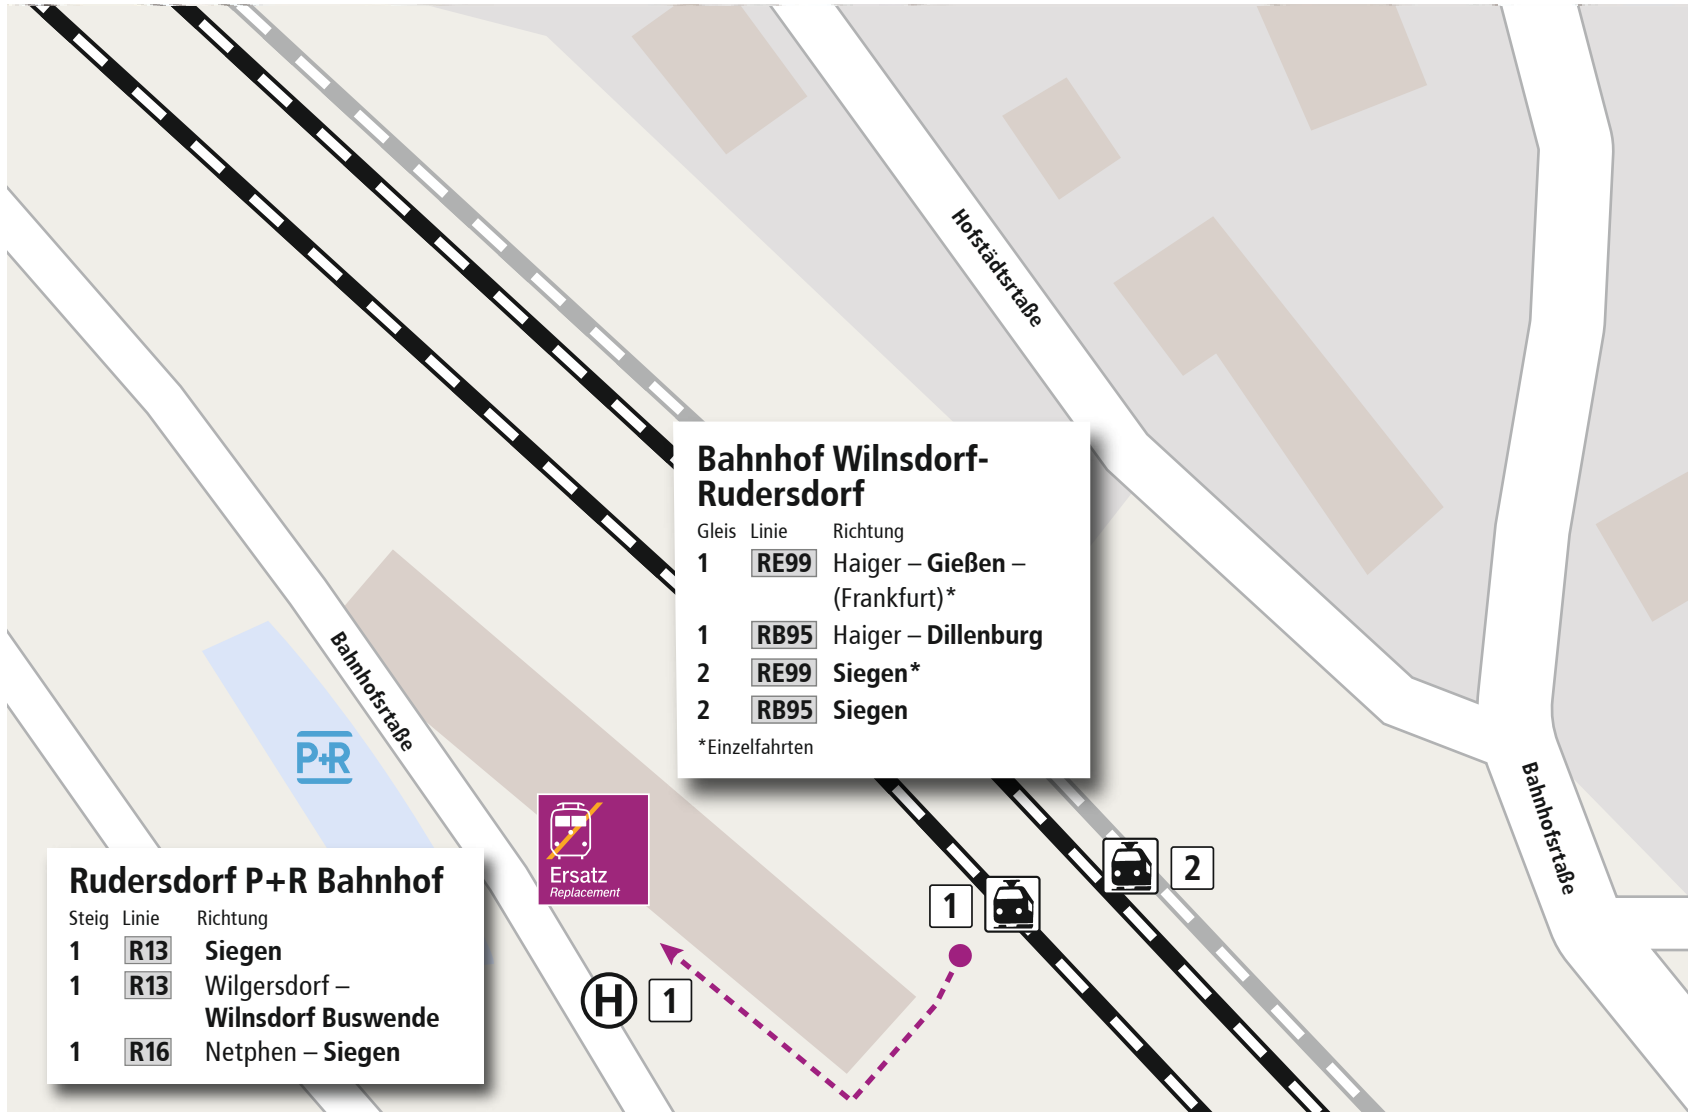 Hofstädtsrtaße
Bahnhof Wilnsdorf-
Rudersdorf
Gleis Linie Richtung
1 RE99 Haiger – Gießen –
(Frankfurt)*
1 RB95 Haiger – Dillenburg
2 RE99 Siegen*
2 RB95 Siegen
*Einzelfahrten
Bahnhofsrtaße
P+R
Bahnhofsrtaße
Ersatz
Replacement
2
1
H 1
Rudersdorf P+R Bahnhof
Steig Linie Richtung
1 R13 Siegen
1 R13 Wilgersdorf –
Wilnsdorf Buswende
1 R16 Netphen – Siegen